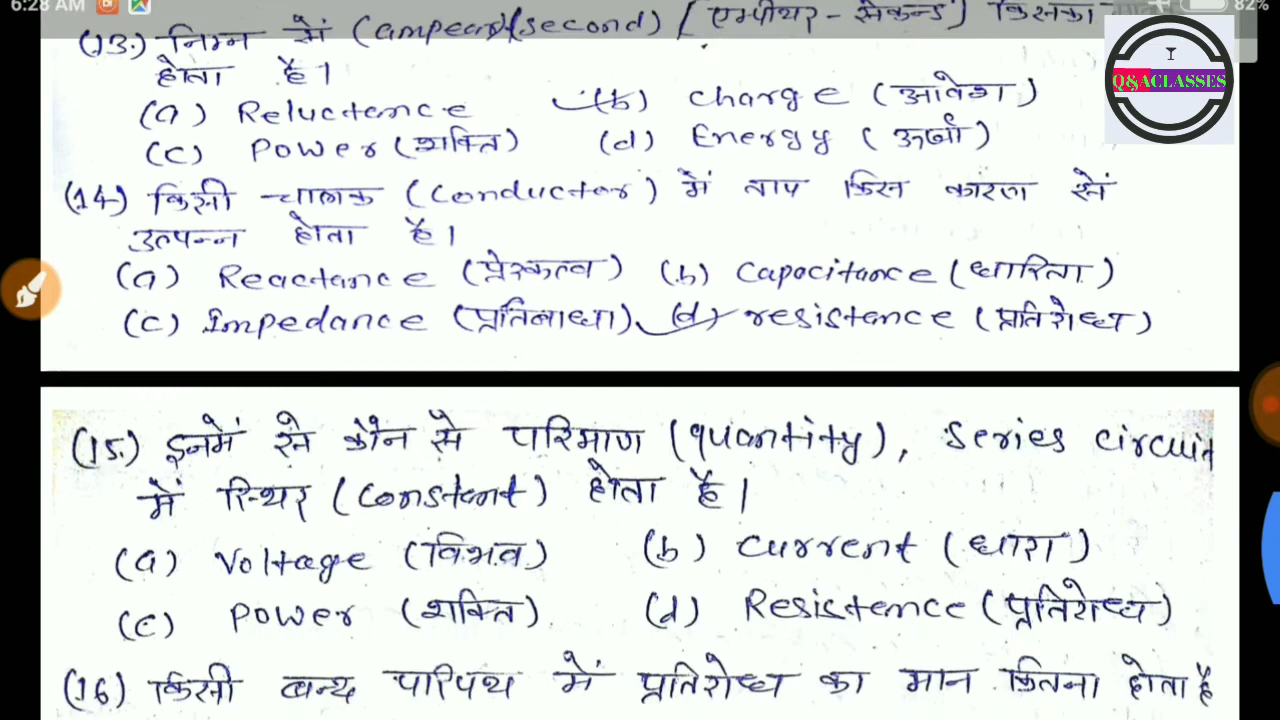 6:28 AM 82%
(13.) निम्न में (ampeare)/(second) / एम्पीयर - सेकन्ड) किसका
होता है।
Q&ACLASSES
(a) Reluctance (b) charge (आवेश)
(c) Power (शक्ति) (d) Energy (ऊर्जा)
(14-) किसी चालक (Conductor) में ताप किस कारण से
उत्पन्न होता है।
(a) Reactance (प्रेरकत्व) (b) Capacitance (धारिता)
(c) Impedance (प्रतिबाधा) (d) resistence (प्रतिरोध)
(15.) इनमें से कौन से परिमाण (quantity), Series circuit
में स्थिर (Constant) होता है।
(a) Voltage (विभव) (b) Current (धारा)
(c) Power (शक्ति) (d) Resistence (प्रतिरोध)
(16) किसी बन्द परिपथ में प्रतिरोध का मान कितना होता है